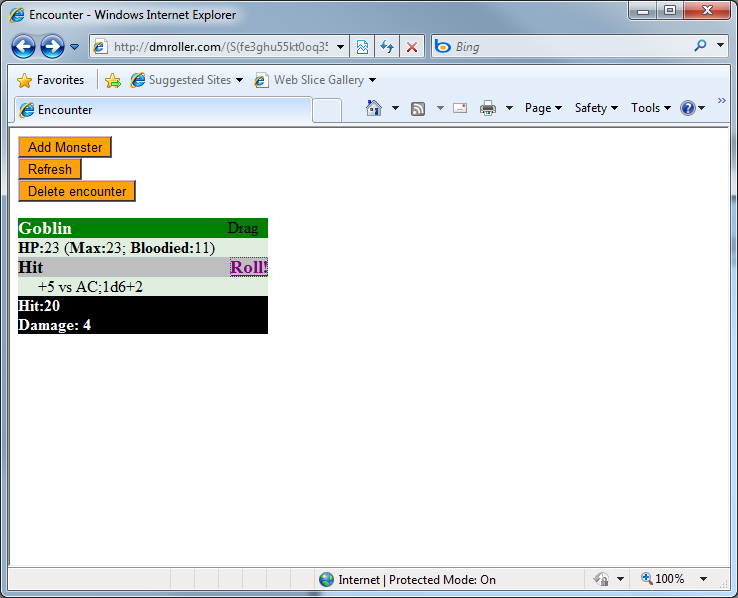 Encounter - Windows Internet Explorer
http://dmroller.com/(S(fe3ghu55kt0oq35
Bing
Favorites Suggested Sites Web Slice Gallery
Encounter Page Safety Tools
Add Monster
Refresh
Delete encounter
Goblin Drag
HP:23 (Max:23; Bloodied:11)
Hit Roll!
+5 vs AC;1d6+2
Hit:20
Damage: 4
Internet | Protected Mode: On 100%